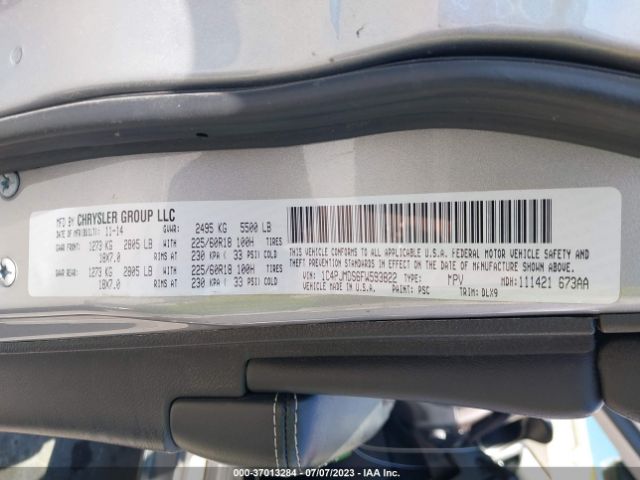 MFD BY CHRYSLER GROUP LLC
DATE OF MFR(BUILT): 11-14 GVWR: 2495 KG 5500 LB
GAWR FRONT: 1273 KG 2805 LB WITH 225/60R18 100H TIRES
18X7.0 RIMS AT 230 KPA ( 33 PSI COLD
GAWR REAR: 1273 KG 2805 LB WITH 225/60R18 100H TIRES
18X7.0 RIMS AT 230 KPA ( 33 PSI COLD
THIS VEHICLE CONFORMS TO ALL APPLICABLE U.S.A. FEDERAL MOTOR VEHICLE SAFETY AND
THEFT PREVENTION STANDARDS IN EFFECT ON THE DATE OF MANUFACTURE SHOWN ABOVE.
VIN: 1C4PJMDS6FW593822 TYPE: MPV MDH: 111421 673AA
VEHICLE MADE IN U.S.A. PAINT: PSC TRIM: DLX9
000-37013284 - 07/07/2023 - IAA Inc.